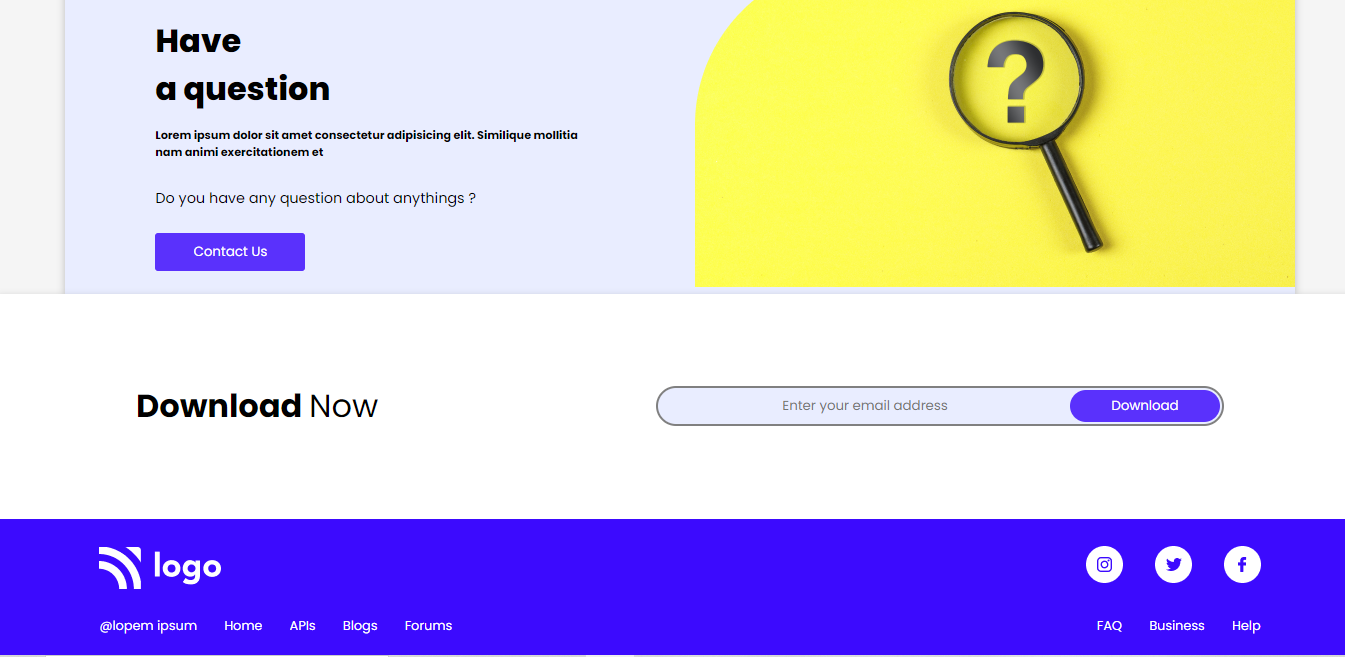 Have
a question
?
Lorem ipsum dolor sit amet consectetur adipisicing elit. Similique mollitia
nam animi exercitationem et
Do you have any question about anythings ?
Contact Us
Download Now
Enter your email address
Download
logo
@lopem ipsum
Home
APIs
Blogs
Forums
FAQ
Business
Help